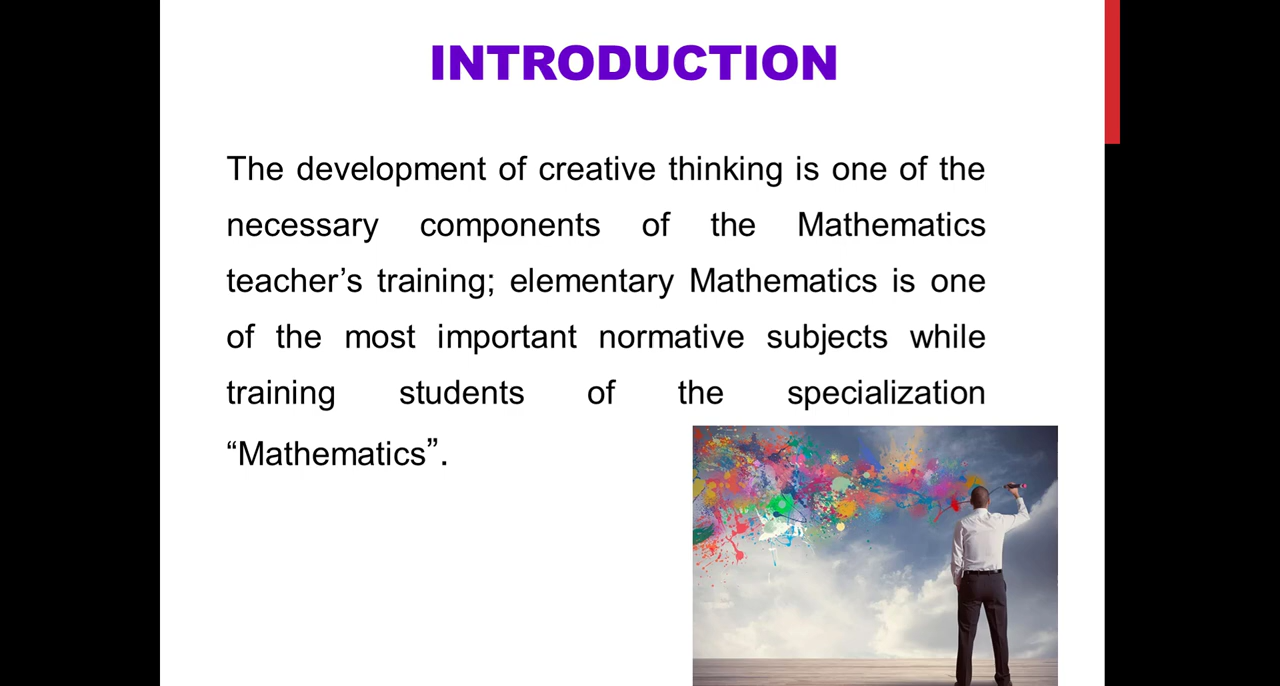 INTRODUCTION
The development of creative thinking is one of the
necessary components of the Mathematics
teacher’s training; elementary Mathematics is one
of the most important normative subjects while
training students of the specialization
“Mathematics”.